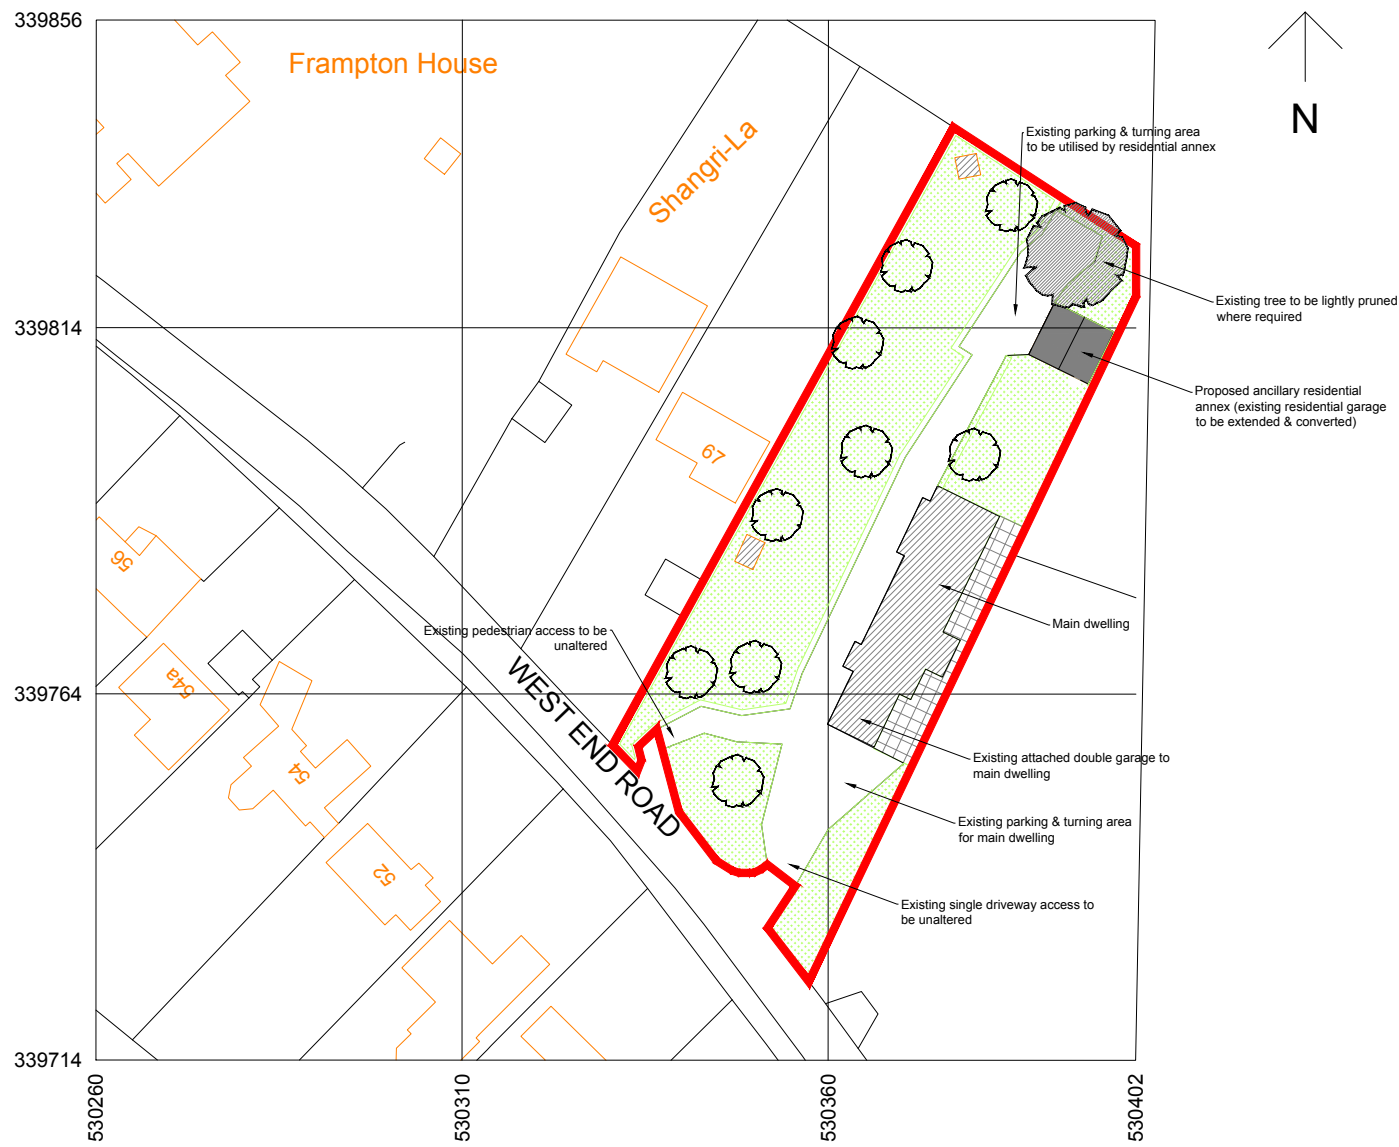 339856
Frampton House
N
Shangri-La
Existing parking & turning area
to be utilised by residential annex
Existing tree to be lightly pruned
where required
339814
Proposed ancillary residential
annex (existing residential garage
to be extended & converted)
67
56
Existing pedestrian access to be
unaltered
Main dwelling
54a
339764
WEST END ROAD
54
Existing attached double garage to
main dwelling
Existing parking & turning area
for main dwelling
52
Existing single driveway access to
be unaltered
339714
530260
530310
530360
530402